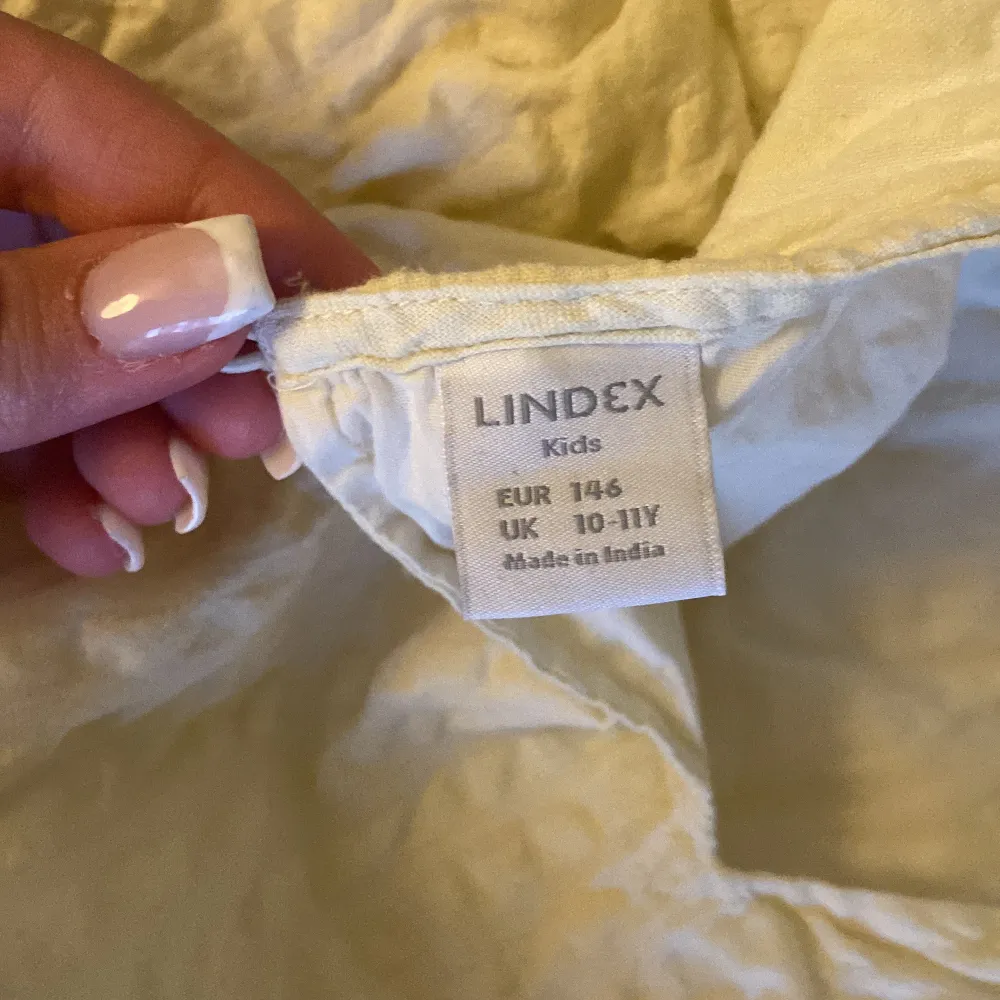 LINDEX
Kids
EUR 146
UK 10-11Y
Made in India